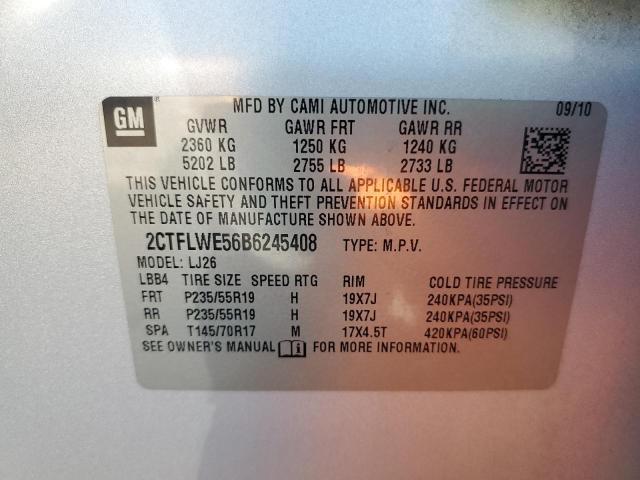 GM
®
MFD BY CAMI AUTOMOTIVE INC. 09/10
GVWR GAWR FRT GAWR RR
2360 KG 1250 KG 1240 KG
5202 LB 2755 LB 2733 LB
THIS VEHICLE CONFORMS TO ALL APPLICABLE U.S. FEDERAL MOTOR
VEHICLE SAFETY AND THEFT PREVENTION STANDARDS IN EFFECT ON
THE DATE OF MANUFACTURE SHOWN ABOVE.
2CTFLWE56B6245408 TYPE: M.P.V.
MODEL: LJ26
LBB4 TIRE SIZE SPEED RTG RIM COLD TIRE PRESSURE
FRT P235/55R19 H 19X7J 240KPA(35PSI)
RR P235/55R19 H 19X7J 240KPA(35PSI)
SPA T145/70R17 M 17X4.5T 420KPA(60PSI)
SEE OWNER'S MANUAL FOR MORE INFORMATION.